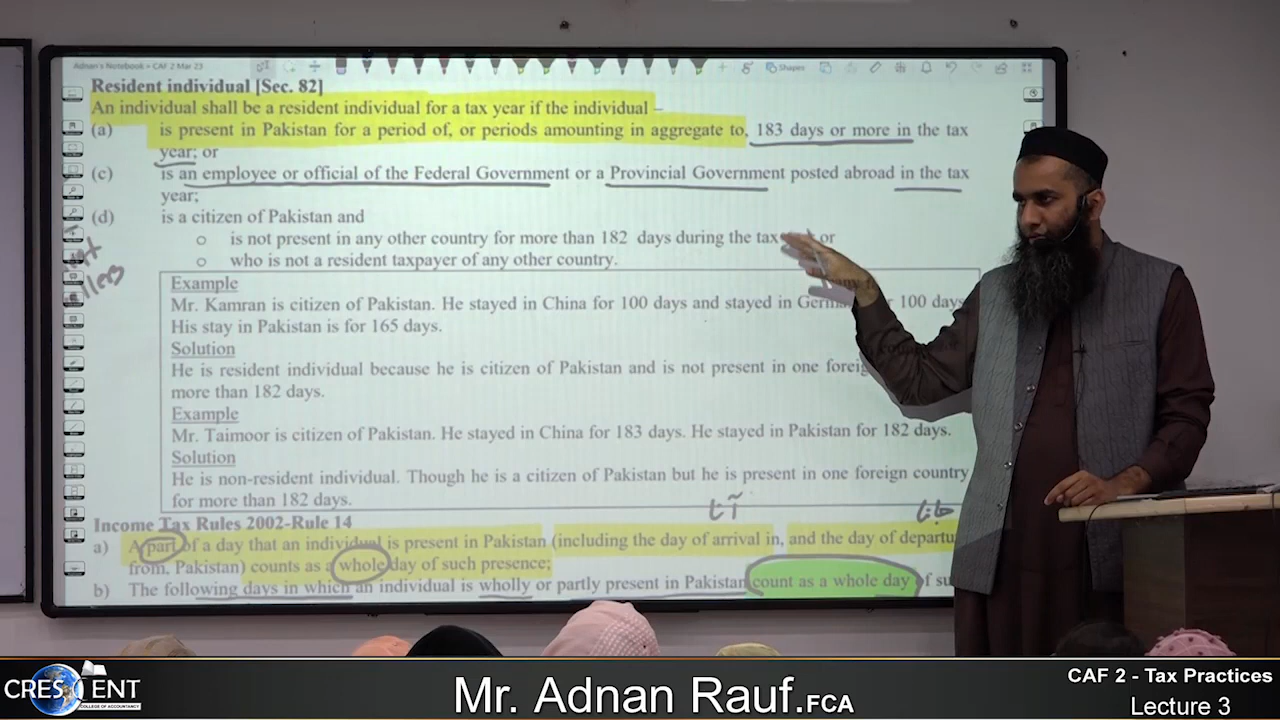 Adnan's Notebook > CAF 2 Mar 23
Shapes
Resident individual [Sec. 82]
An individual shall be a resident individual for a tax year if the individual –
(a) is present in Pakistan for a period of, or periods amounting in aggregate to, 183 days or more in the tax
year; or
(c) is an employee or official of the Federal Government or a Provincial Government posted abroad in the tax
year;
(d) is a citizen of Pakistan and
o is not present in any other country for more than 182 days during the tax or
o who is not a resident taxpayer of any other country.
Example
Mr. Kamran is citizen of Pakistan. He stayed in China for 100 days and stayed in 100 days
His stay in Pakistan is for 165 days.
Solution
He is resident individual because he is citizen of Pakistan and is not present in one
more than 182 days.
Example
Mr. Taimoor is citizen of Pakistan. He stayed in China for 183 days. He stayed in Pakistan for 182 days.
Solution
He is non-resident individual. Though he is a citizen of Pakistan but he is present in one foreign country
for more than 182 days.
آنا جانا
Income Tax Rules 2002-Rule 14
a) A part of a day that an individual is present in Pakistan (including the day of arrival in, and the day of departu
from, Pakistan) counts as a whole day of such presence;
b) The following days in which an individual is wholly or partly present in Pakistan count as a whole day of su
CRESCENT
COLLEGE OF ACCOUNTANCY
Mr. Adnan Rauf.FCA
CAF 2 - Tax Practices
Lecture 3